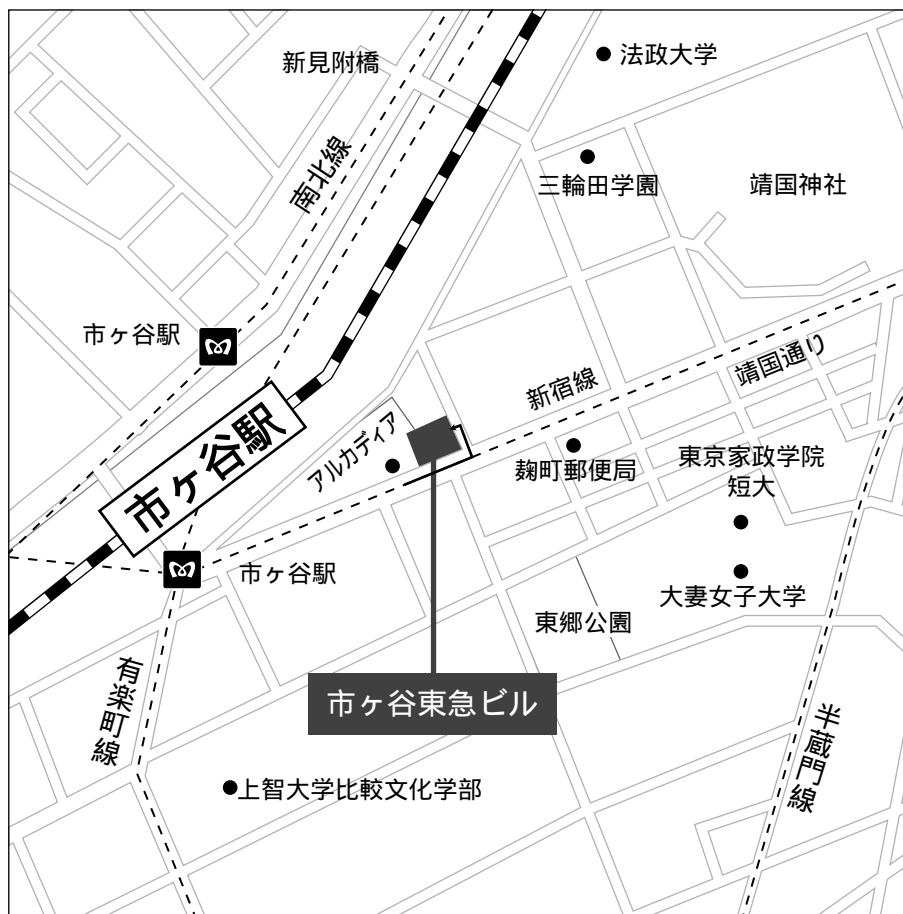 新見附橋
法政大学
南北線
三輪田学園
靖国神社
市ヶ谷駅
新宿線
靖国通り
市ヶ谷駅
アルカディア
麹町郵便局
東京家政学院
短大
市ヶ谷駅
大妻女子大学
東郷公園
有楽町線
市ヶ谷東急ビル
半蔵門線
上智大学比較文化学部